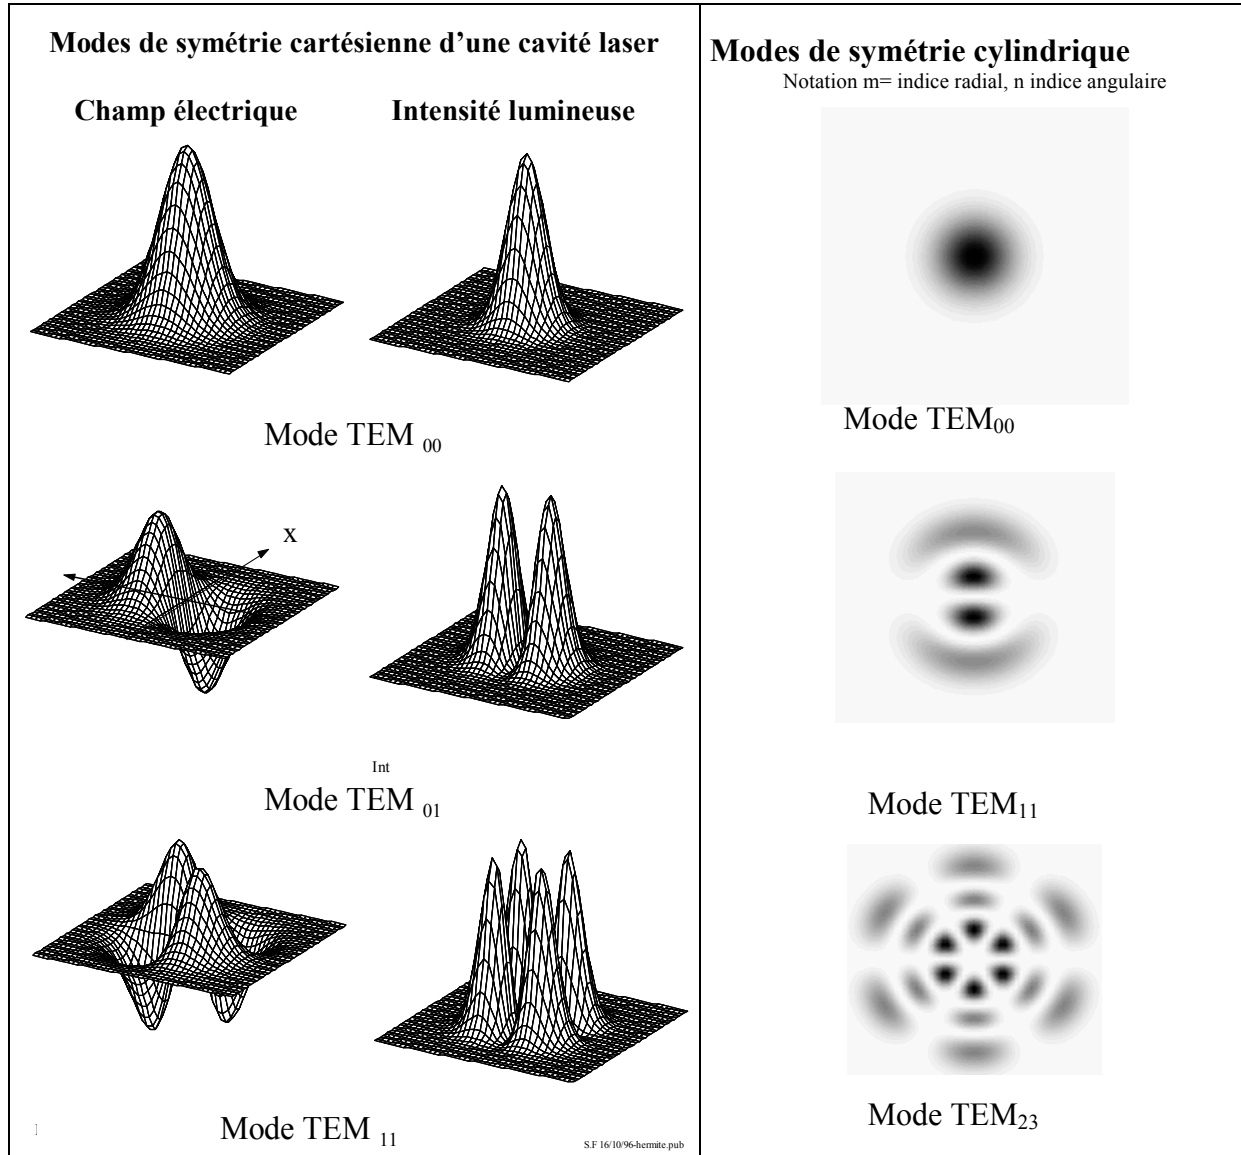 Modes de symétrie cartésienne d’une cavité laser
Champ électrique Intensité lumineuse
Mode TEM 00
X
Int
Mode TEM 01
Mode TEM 11
S.F 16/10/96-hermite.pub
Modes de symétrie cylindrique
Notation m= indice radial, n indice angulaire
Mode TEM00
Mode TEM11
Mode TEM23